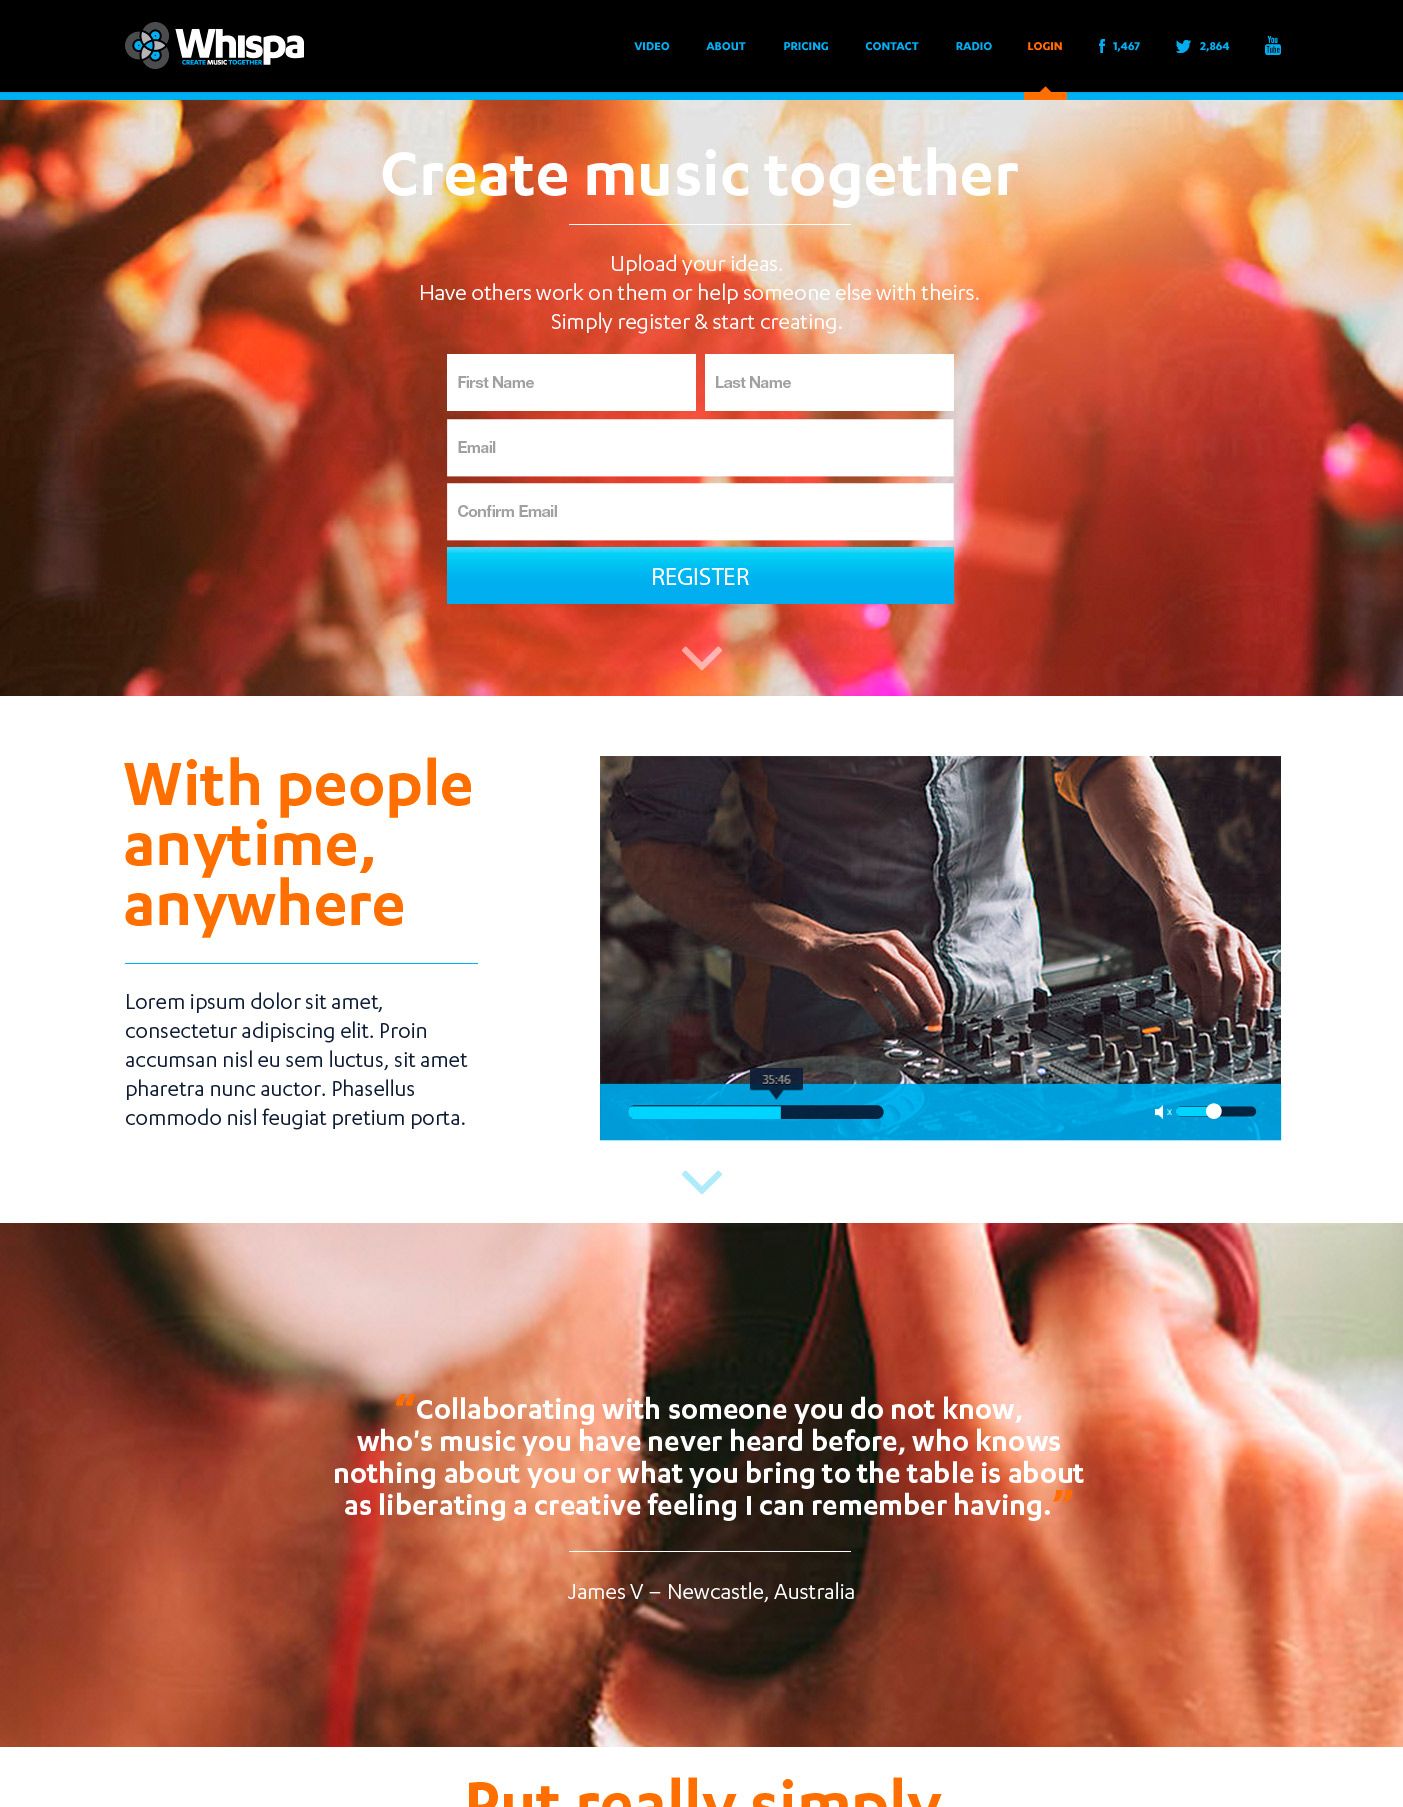 Whispa
CREATE MUSIC TOGETHER
VIDEO ABOUT PRICING CONTACT RADIO LOGIN 1,467 2,864 You Tube
Create music together
Upload your ideas.
Have others work on them or help someone else with theirs.
Simply register & start creating.
First Name Last Name
Email
Confirm Email
REGISTER
With people
anytime,
anywhere
Lorem ipsum dolor sit amet,
consectetur adipiscing elit. Proin
accumsan nisl eu sem luctus, sit amet
pharetra nunc auctor. Phasellus
commodo nisl feugiat pretium porta.
35:46
x
“Collaborating with someone you do not know,
who's music you have never heard before, who knows
nothing about you or what you bring to the table is about
as liberating a creative feeling I can remember having.”
James V – Newcastle, Australia
Put really simply